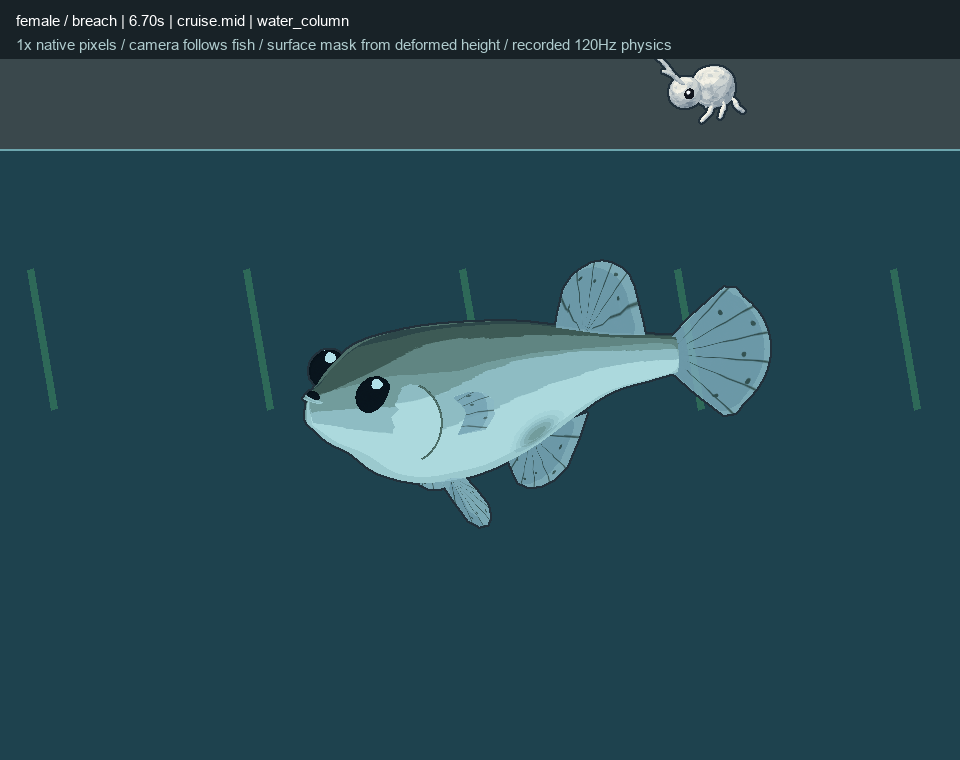 female / breach | 6.70s | cruise.mid | water_column
1x native pixels / camera follows fish / surface mask from deformed height / recorded 120Hz physics